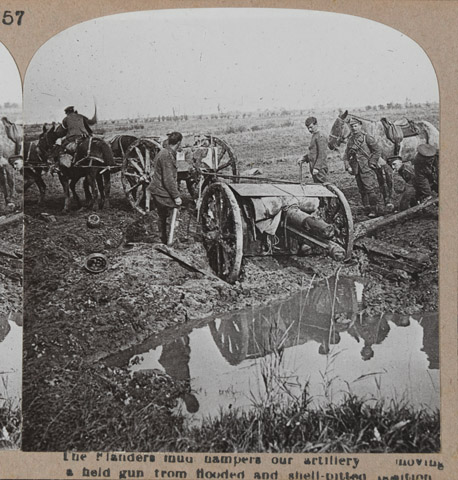 57
The Flanders mud hampers our artillery moving
a field gun from flooded and shell-pitted position